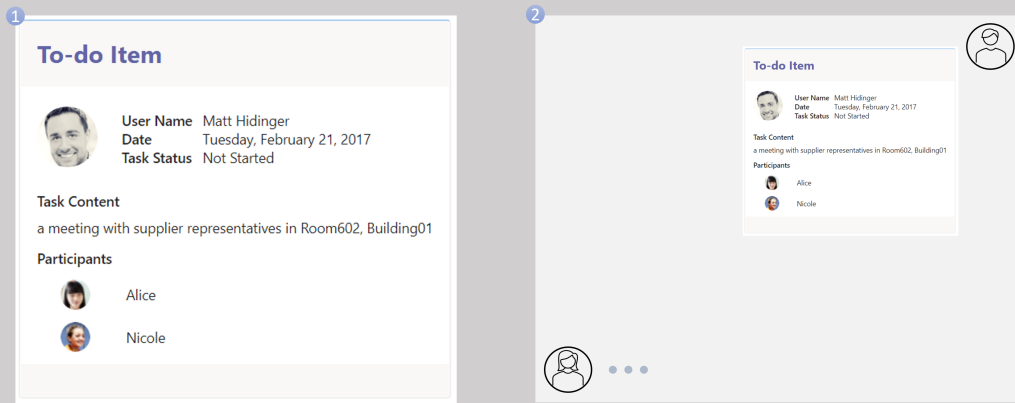 1
To-do Item
User Name Matt Hidinger
Date Tuesday, February 21, 2017
Task Status Not Started
Task Content
a meeting with supplier representatives in Room602, Building01
Participants
Alice
Nicole
2
To-do Item
User Name Matt Hidinger
Date Tuesday, February 21, 2017
Task Status Not Started
Task Content
a meeting with supplier representatives in Room602, Building01
Participants
Alice
Nicole